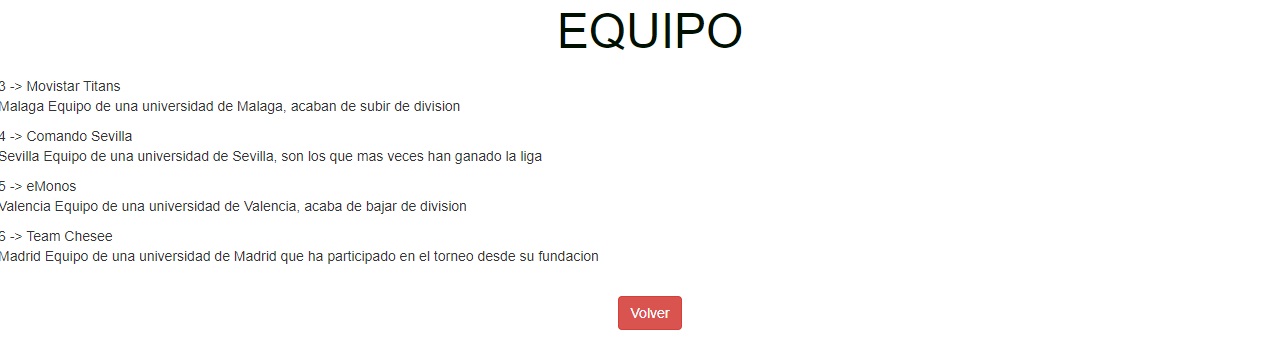 EQUIPO
3 -> Movistar Titans
Malaga Equipo de una universidad de Malaga, acaban de subir de division
4 -> Comando Sevilla
Sevilla Equipo de una universidad de Sevilla, son los que mas veces han ganado la liga
5 -> eMonos
Valencia Equipo de una universidad de Valencia, acaba de bajar de division
6 -> Team Chesee
Madrid Equipo de una universidad de Madrid que ha participado en el torneo desde su fundacion
Volver